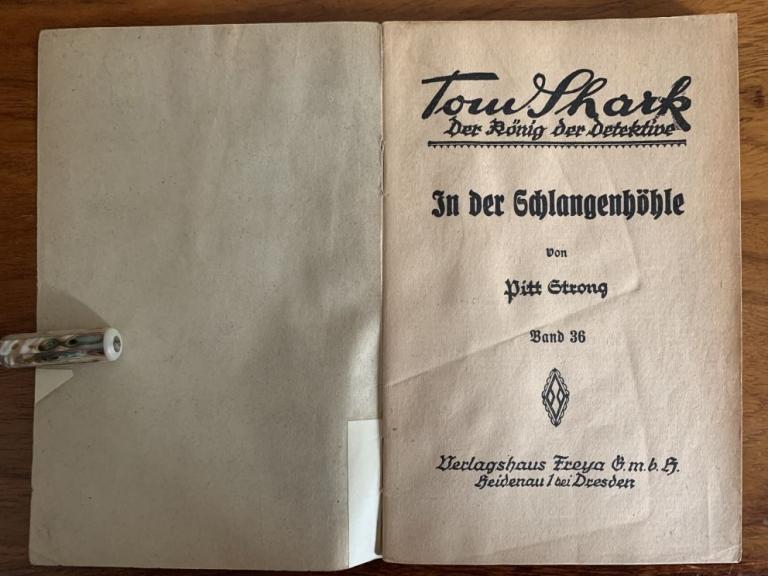 Tom Shark
Der König der Detektive
In der Schlangenhöhle
von
Pitt Strong
Band 36
Verlagshaus Freya G.m.b.H.
Heidenau 1 bei Dresden